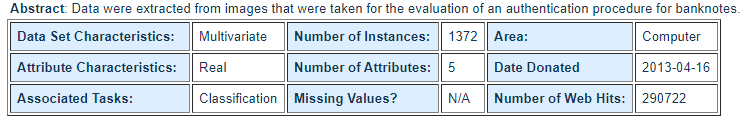 Abstract: Data were extracted from images that were taken for the evaluation of an authentication procedure for banknotes.
Data Set Characteristics: Multivariate Number of Instances: 1372 Area: Computer
Attribute Characteristics: Real Number of Attributes: 5 Date Donated 2013-04-16
Associated Tasks: Classification Missing Values? N/A Number of Web Hits: 290722